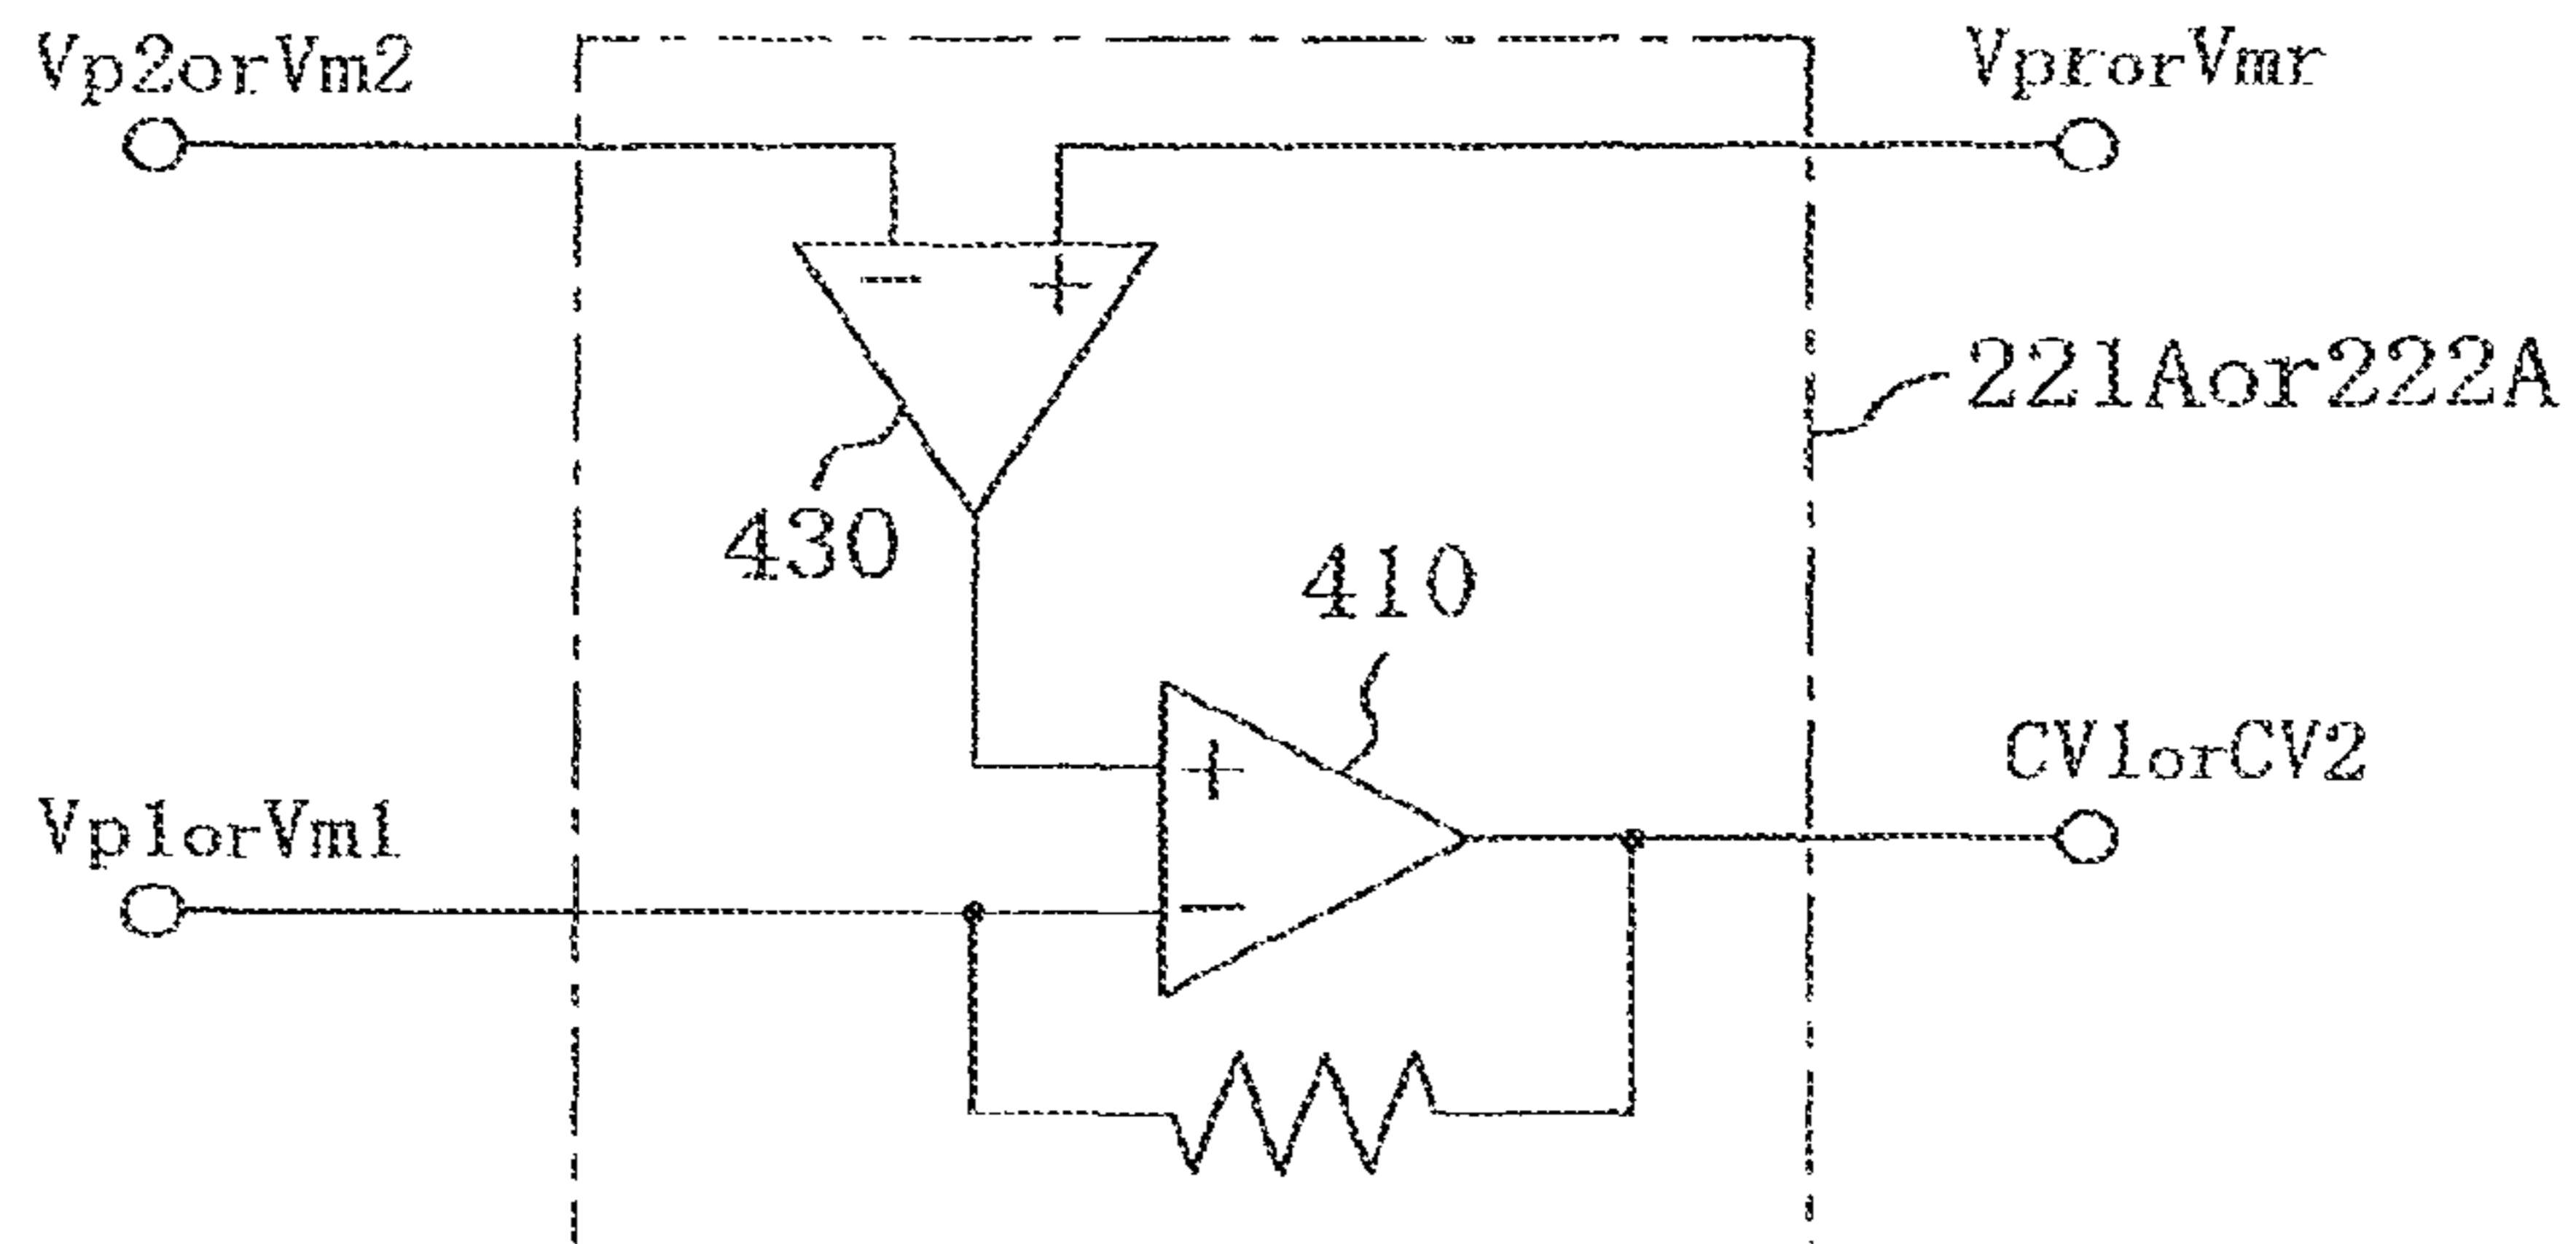 Vp2orVm2
VprorVmr
− +
221Aor222A
430
410
+
CV1orCV2
Vp1orVm1
−